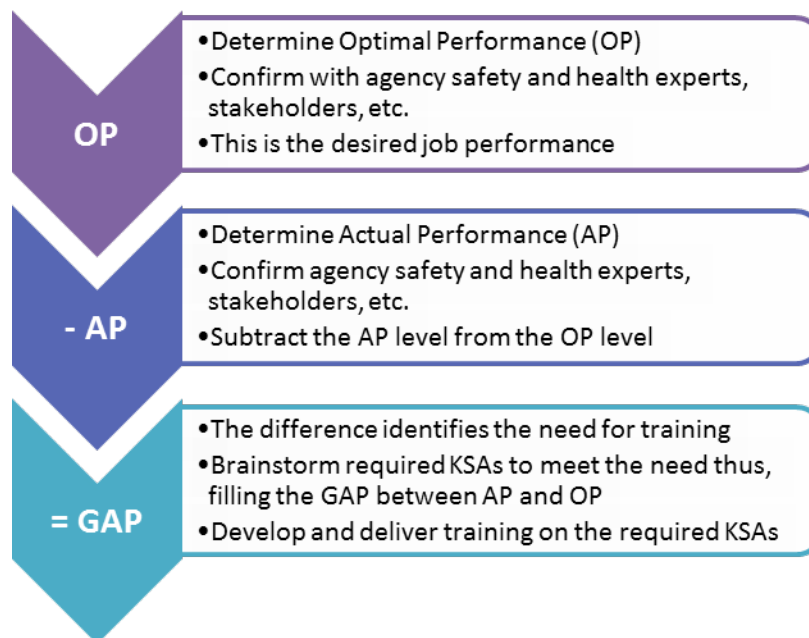 OP
•Determine Optimal Performance (OP)
•Confirm with agency safety and health experts,
stakeholders, etc.
•This is the desired job performance
- AP
•Determine Actual Performance (AP)
•Confirm agency safety and health experts,
stakeholders, etc.
•Subtract the AP level from the OP level
= GAP
•The difference identifies the need for training
•Brainstorm required KSAs to meet the need thus,
filling the GAP between AP and OP
•Develop and deliver training on the required KSAs